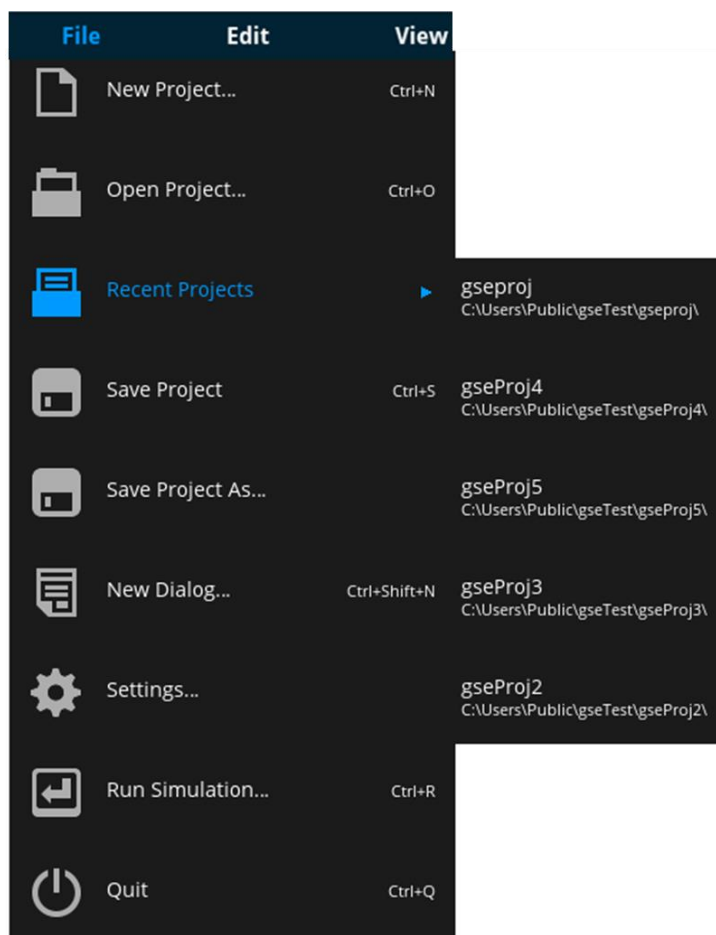 File Edit View
New Project... Ctrl+N
Open Project... Ctrl+O
Recent Projects
gseproj
C:\Users\Public\gseTest\gseproj\
Save Project Ctrl+S
gseProj4
C:\Users\Public\gseTest\gseProj4\
Save Project As...
gseProj5
C:\Users\Public\gseTest\gseProj5\
New Dialog... Ctrl+Shift+N
gseProj3
C:\Users\Public\gseTest\gseProj3\
Settings...
gseProj2
C:\Users\Public\gseTest\gseProj2\
Run Simulation... Ctrl+R
Quit Ctrl+Q